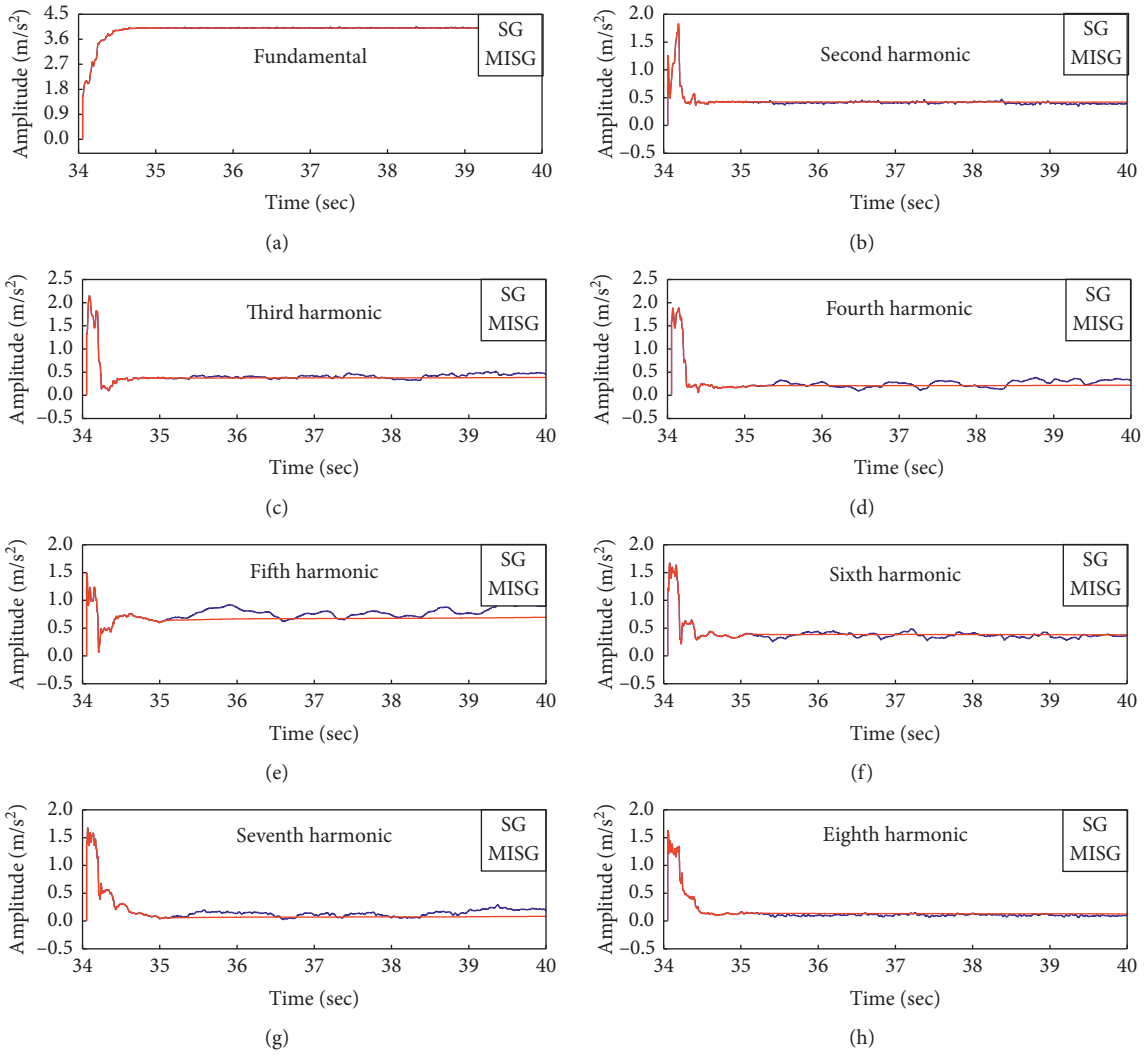 Amplitude (m/s²)
4.5
3.6
2.7
1.8
4.9
0.0
Fundamental
SG
MISG
34 35 36 37 38 39 40
Time (sec)
(a)
Amplitude (m/s²)
2.0
1.5
1.0
0.5
0.0
–0.5
Second harmonic
SG
MISG
34 35 36 37 38 39 40
Time (sec)
(b)
Amplitude (m/s²)
2.5
2.0
1.5
1.0
0.5
0.0
–0.5
Third harmonic
SG
MISG
34 35 36 37 38 39 40
Time (sec)
(c)
Amplitude (m/s²)
2.5
2.0
1.5
1.0
0.5
0.0
–0.5
Fourth harmonic
SG
MISG
34 35 36 37 38 39 40
Time (sec)
(d)
Amplitude (m/s²)
2.0
1.5
1.0
0.5
0.0
–0.5
Fifth harmonic
SG
MISG
34 35 36 37 38 39 40
Time (sec)
(e)
Amplitude (m/s²)
2.0
1.5
1.0
0.5
0.0
–0.5
Sixth harmonic
SG
MISG
34 35 36 37 38 39 40
Time (sec)
(f)
Amplitude (m/s²)
2.0
1.5
1.0
0.5
0.0
–0.5
Seventh harmonic
SG
MISG
34 35 36 37 38 39 40
Time (sec)
(g)
Amplitude (m/s²)
2.0
1.5
1.0
0.5
0.0
–0.5
Eighth harmonic
SG
MISG
34 35 36 37 38 39 40
Time (sec)
(h)